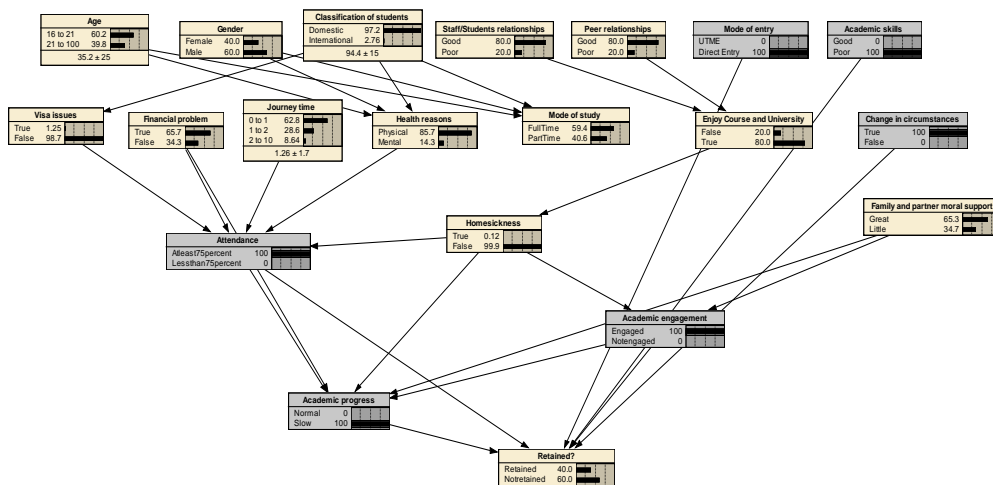 Age
16 to 21 60.2
21 to 100 39.8
35.2 ± 25
Gender
Female 40.0
Male 60.0
Classification of students
Domestic 97.2
International 2.76
94.4 ± 15
Staff/Students relationships
Good 80.0
Poor 20.0
Peer relationships
Good 80.0
Poor 20.0
Mode of entry
UTME 0
Direct Entry 100
Academic skills
Good 0
Poor 100
Visa issues
True 1.25
False 98.7
Financial problem
True 65.7
False 34.3
Journey time
0 to 1 62.8
1 to 2 28.6
2 to 10 8.64
1.26 ± 1.7
Health reasons
Physical 85.7
Mental 14.3
Mode of study
FullTime 59.4
PartTime 40.6
Enjoy Course and University
False 20.0
True 80.0
Change in circumstances
True 100
False 0
Family and partner moral support
Great 65.3
Little 34.7
Homesickness
True 0.12
False 99.9
Attendance
Atleast75percent 100
Lessthan75percent 0
Academic engagement
Engaged 100
Notengaged 0
Academic progress
Normal 0
Slow 100
Retained?
Retained 40.0
Notretained 60.0